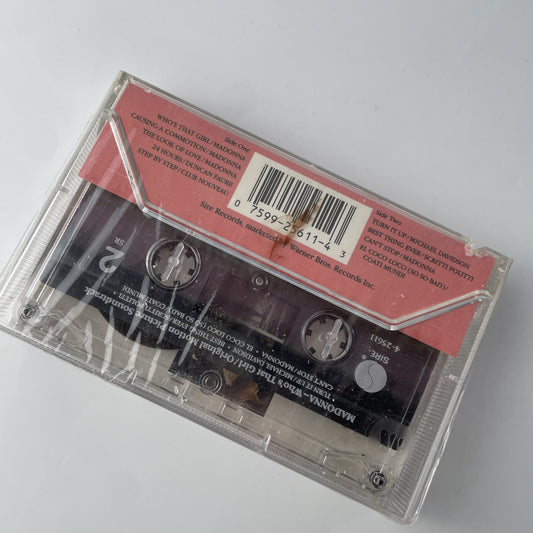 Side One
WHO'S THAT GIRL/MADONNA
CAUSING A COMMOTION/MADONNA
THE LOOK OF LOVE/MADONNA
24 HOURS/DUNCAN FAURE
STEP BY STEP/CLUB NOUVEAU
0 7599-25611-4 3
Side Two
TURN IT UP/MICHAEL DAVIDSON
BEST THING EVER/SCRITTI POLITTI
CAN'T STOP/MADONNA
EL COCO LOCO (SO SO BAD)/
COATI MUNDI
Sire Records, marketed by Warner Bros. Records Inc.
2
SR
SIRE
4-25611
MADONNA—Who's That Girl/Original Motion Picture Soundtrack
• TURN IT UP/MICHAEL DAVIDSON • BEST THING EVER/SCRITTI POLITTI •
CAN'T STOP/MADONNA • EL COCO LOCO (SO SO BAD)/COATI MUNDI